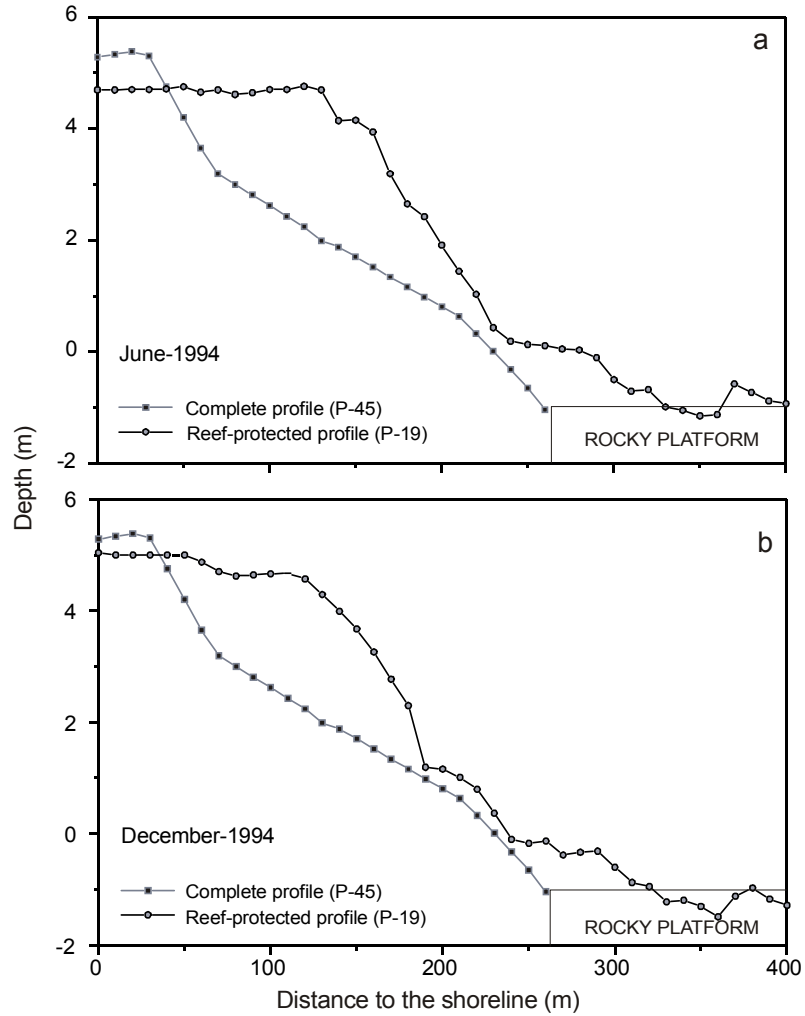 6
a
4
2
0
June-1994
Complete profile (P-45)
Reef-protected profile (P-19)
ROCKY PLATFORM
-2
Depth (m)
6
b
4
2
0
December-1994
Complete profile (P-45)
Reef-protected profile (P-19)
ROCKY PLATFORM
-2
0 100 200 300 400
Distance to the shoreline (m)